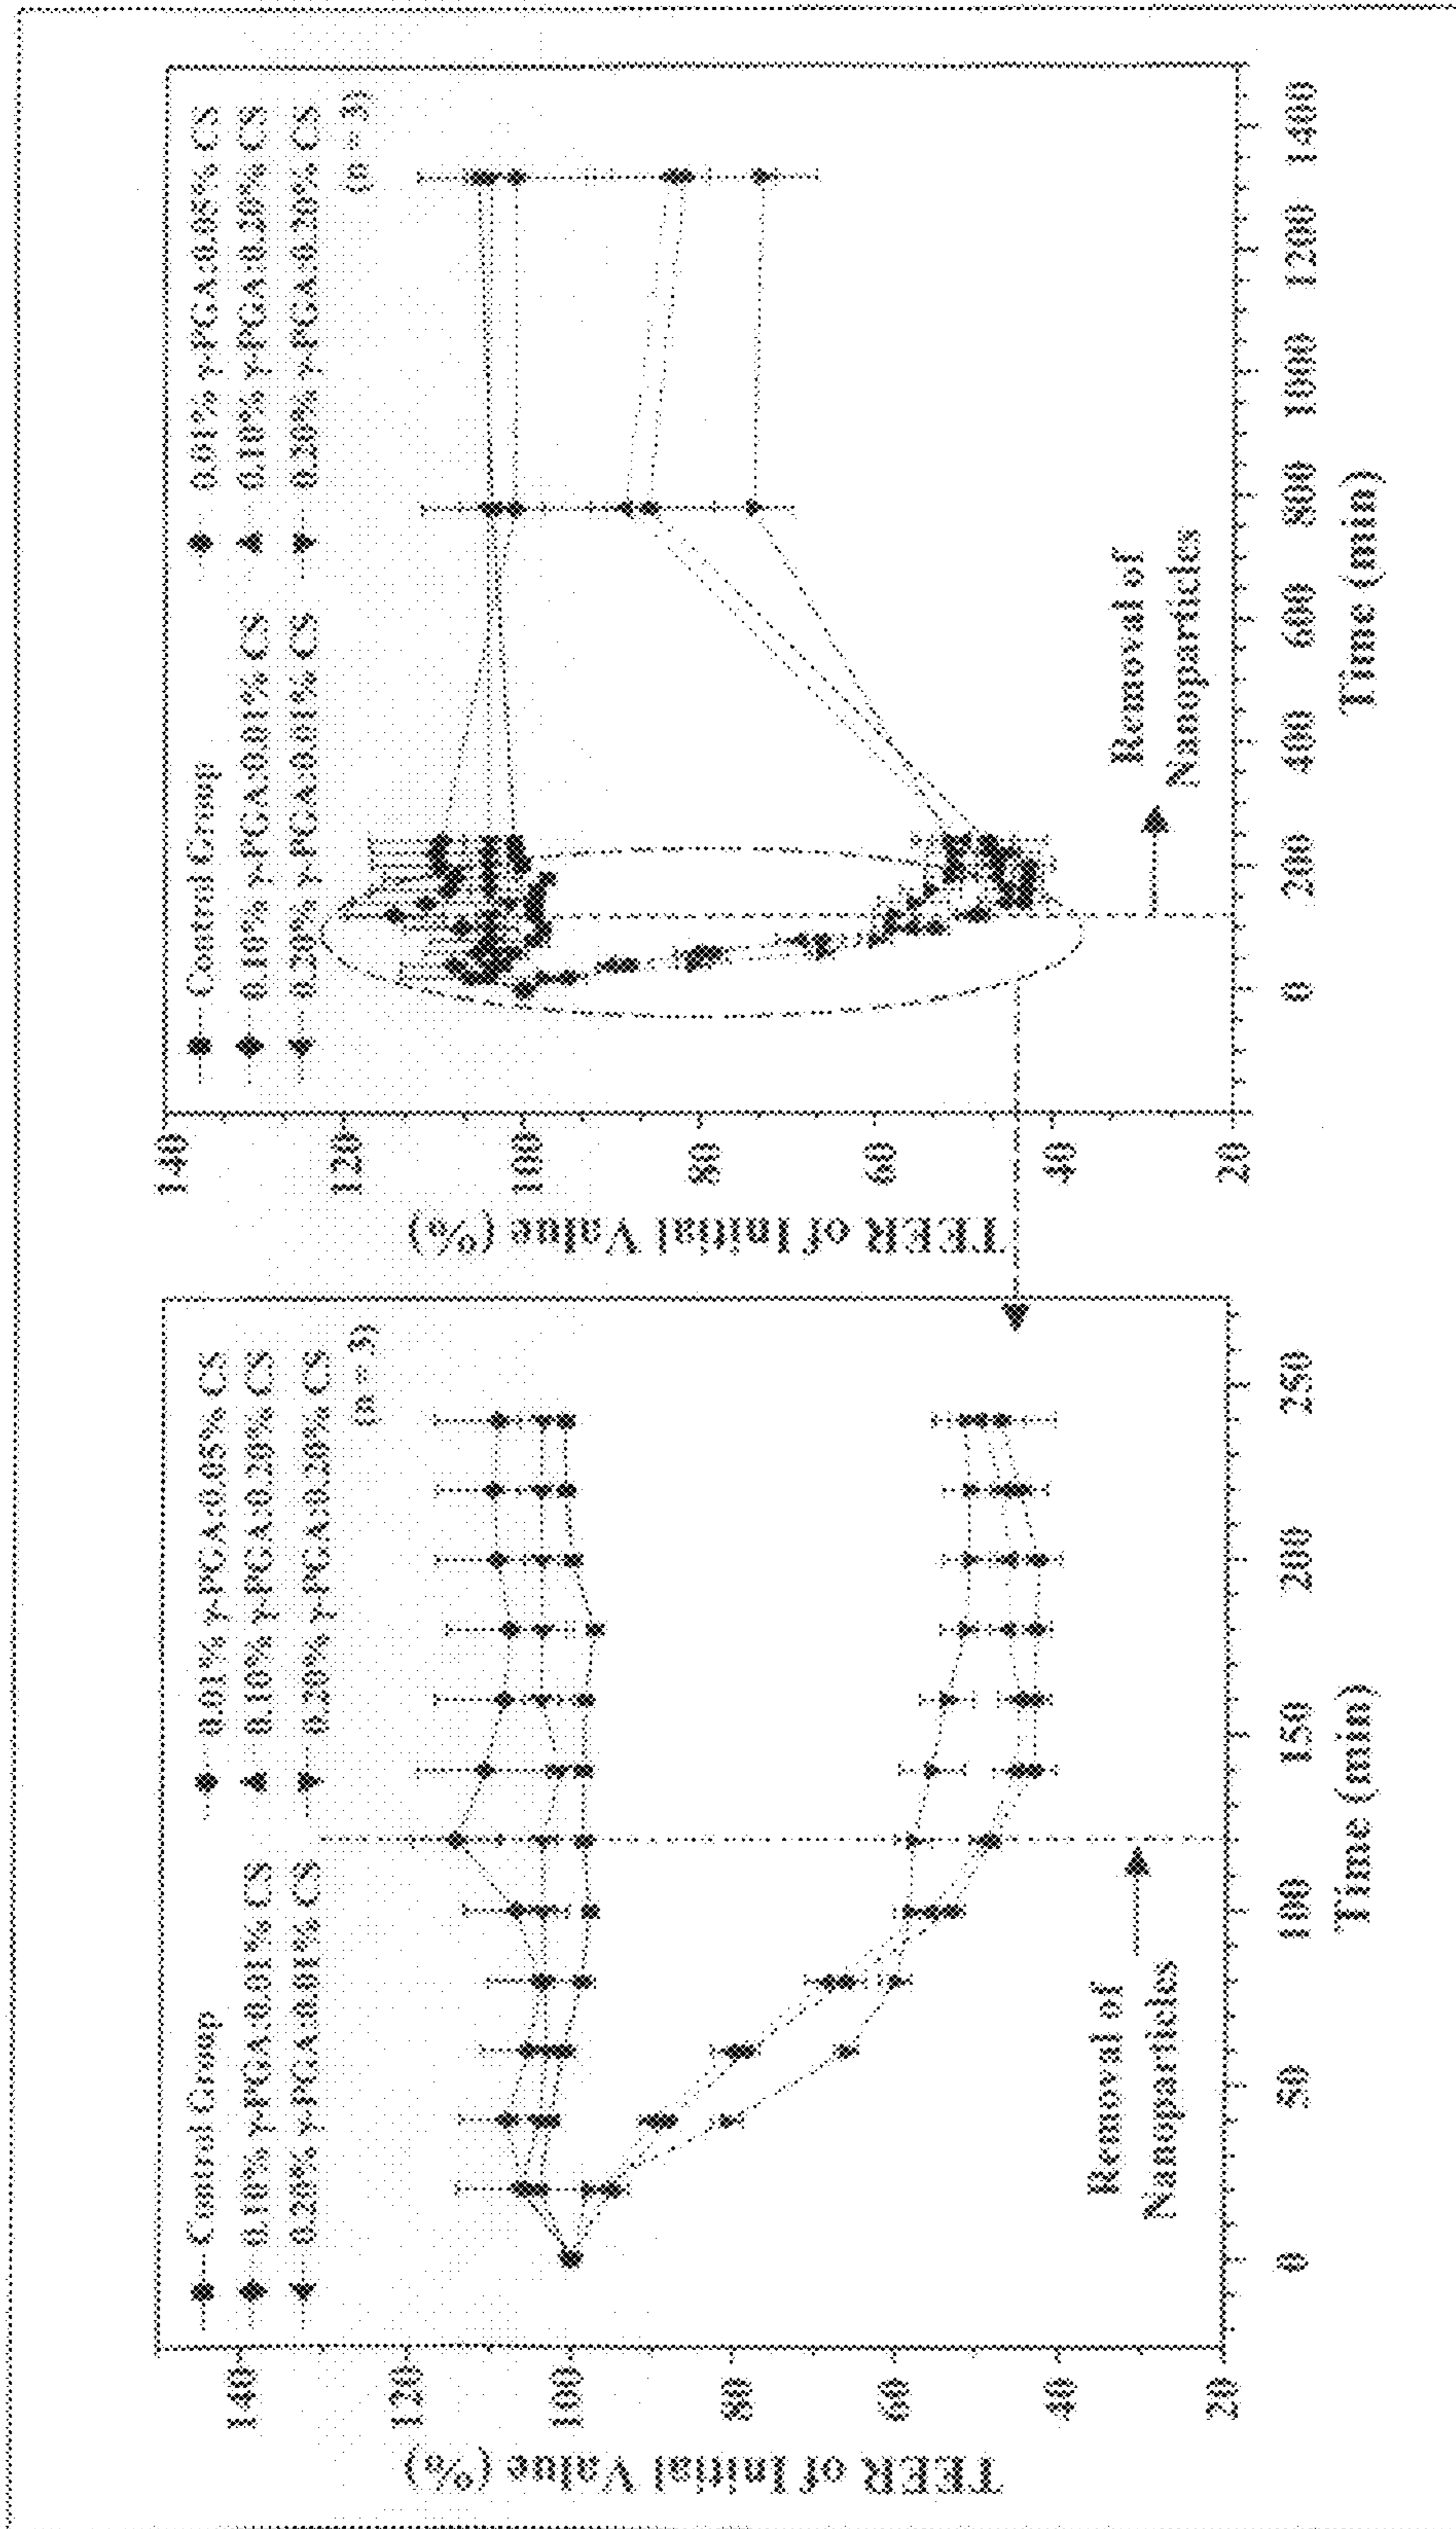 Control Group
0.10% γ-PGA:0.01% CS
0.20% γ-PGA:0.01% CS
0.01% γ-PGA:0.05% CS
0.10% γ-PGA:0.20% CS
0.20% γ-PGA:0.20% CS
(n = 3)
TEER of Initial Value (%)
140
120
100
80
60
40
20
Removal of
Nanoparticles
0 50 100 150 200 250
Time (min)
Control Group
0.10% γ-PGA:0.01% CS
0.20% γ-PGA:0.01% CS
0.01% γ-PGA:0.05% CS
0.10% γ-PGA:0.20% CS
0.20% γ-PGA:0.20% CS
(n = 3)
TEER of Initial Value (%)
140
120
100
80
60
40
20
Removal of
Nanoparticles
0 200 400 600 800 1000 1200 1400
Time (min)